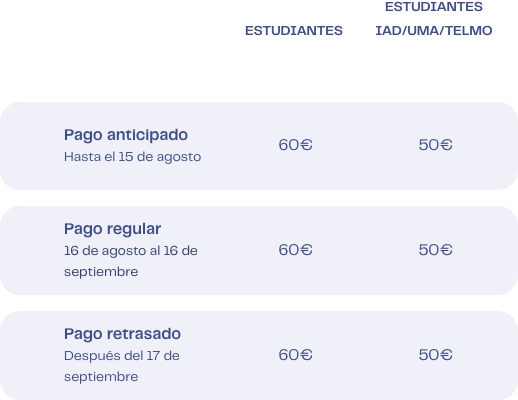 ESTUDIANTES
ESTUDIANTES IAD/UMA/TELMO
Pago anticipado
Hasta el 15 de agosto
60€ 50€
Pago regular
16 de agosto al 16 de
septiembre
60€ 50€
Pago retrasado
Después del 17 de
septiembre
60€ 50€